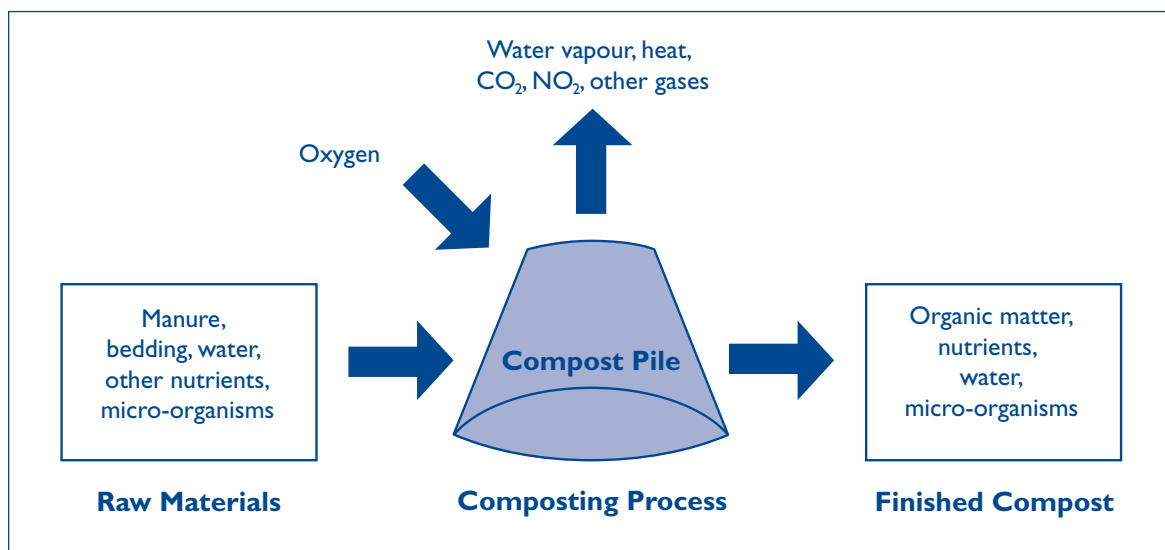 Water vapour, heat,
CO₂, NO₂, other gases
Oxygen
Manure,
bedding, water,
other nutrients,
micro-organisms
Compost Pile
Organic matter,
nutrients,
water,
micro-organisms
Raw Materials
Composting Process
Finished Compost